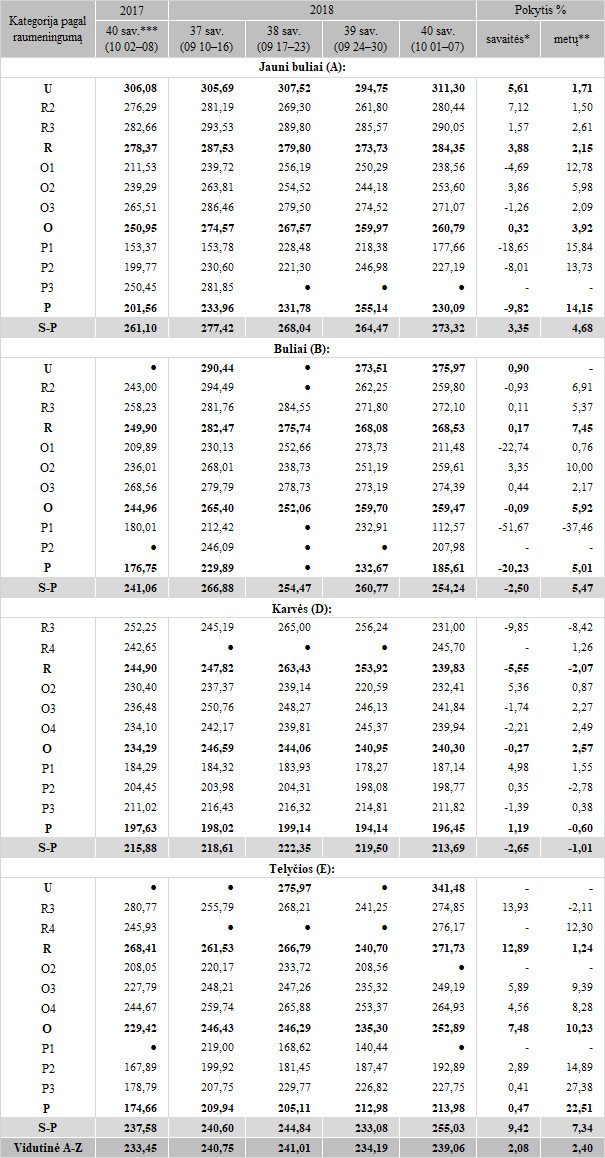 Kategorija pagal raumeningumą 2017 2018 Pokytis %
40 sav.*** (10 02–08) 37 sav. (09 10–16) 38 sav. (09 17–23) 39 sav. (09 24–30) 40 sav. (10 01–07) savaitės* metų**
Jauni buliai (A):
U 306,08 305,69 307,52 294,75 311,30 5,61 1,71
R2 276,29 281,19 269,30 261,80 280,44 7,12 1,50
R3 282,66 293,53 289,80 285,57 290,05 1,57 2,61
R 278,37 287,53 279,80 273,73 284,35 3,88 2,15
O1 211,53 239,72 256,19 250,29 238,56 -4,69 12,78
O2 239,29 263,81 254,52 244,18 253,60 3,86 5,98
O3 265,51 286,46 279,50 274,52 271,07 -1,26 2,09
O 250,95 274,57 267,57 259,97 260,79 0,32 3,92
P1 153,37 153,78 228,48 218,38 177,66 -18,65 15,84
P2 199,77 230,60 221,30 246,98 227,19 -8,01 13,73
P3 250,45 281,85 ● ● ● - -
P 201,56 233,96 231,78 255,14 230,09 -9,82 14,15
S-P 261,10 277,42 268,04 264,47 273,32 3,35 4,68
Buliai (B):
U ● 290,44 ● 273,51 275,97 0,90 -
R2 243,00 294,49 ● 262,25 259,80 -0,93 6,91
R3 258,23 281,76 284,55 271,80 272,10 0,11 5,37
R 249,90 282,47 275,74 268,08 268,53 0,17 7,45
O1 209,89 230,13 252,66 273,73 211,48 -22,74 0,76
O2 236,01 268,01 238,73 251,19 259,61 3,35 10,00
O3 268,56 279,79 278,73 273,19 274,39 0,44 2,17
O 244,96 265,40 252,06 259,70 259,47 -0,09 5,92
P1 180,01 212,42 ● 232,91 112,57 -51,67 -37,46
P2 ● 246,09 ● ● 207,98 - -
P 176,75 229,89 ● 232,67 185,61 -20,23 5,01
S-P 241,06 266,88 254,47 260,77 254,24 -2,50 5,47
Karvės (D):
R3 252,25 245,19 265,00 256,24 231,00 -9,85 -8,42
R4 242,65 ● ● ● 245,70 - 1,26
R 244,90 247,82 263,43 253,92 239,83 -5,55 -2,07
O2 230,40 237,37 239,14 220,59 232,41 5,36 0,87
O3 236,48 250,76 248,27 246,13 241,84 -1,74 2,27
O4 234,10 242,17 239,81 245,37 239,94 -2,21 2,49
O 234,29 246,59 244,06 240,95 240,30 -0,27 2,57
P1 184,29 184,32 183,93 178,27 187,14 4,98 1,55
P2 204,45 203,98 204,31 198,08 198,77 0,35 -2,78
P3 211,02 216,43 216,32 214,81 211,82 -1,39 0,38
P 197,63 198,02 199,14 194,14 196,45 1,19 -0,60
S-P 215,88 218,61 222,35 219,50 213,69 -2,65 -1,01
Telyčios (E):
U ● ● 275,97 ● 341,48 - -
R3 280,77 255,79 268,21 241,25 274,85 13,93 -2,11
R4 245,93 ● ● ● 276,17 - 12,30
R 268,41 261,53 266,79 240,70 271,73 12,89 1,24
O2 208,05 220,17 233,72 208,56 ● - -
O3 227,79 248,21 247,26 235,32 249,19 5,89 9,39
O4 244,67 259,74 265,88 253,37 264,93 4,56 8,28
O 229,42 246,43 246,29 235,30 252,89 7,48 10,23
P1 ● 219,00 168,62 140,44 ● - -
P2 167,89 199,92 181,45 187,47 192,89 2,89 14,89
P3 178,79 207,75 229,77 226,82 227,75 0,41 27,38
P 174,66 209,94 205,11 212,98 213,98 0,47 22,51
S-P 237,58 240,60 244,84 233,08 255,03 9,42 7,34
Vidutinė A-Z 233,45 240,75 241,01 234,19 239,06 2,08 2,40